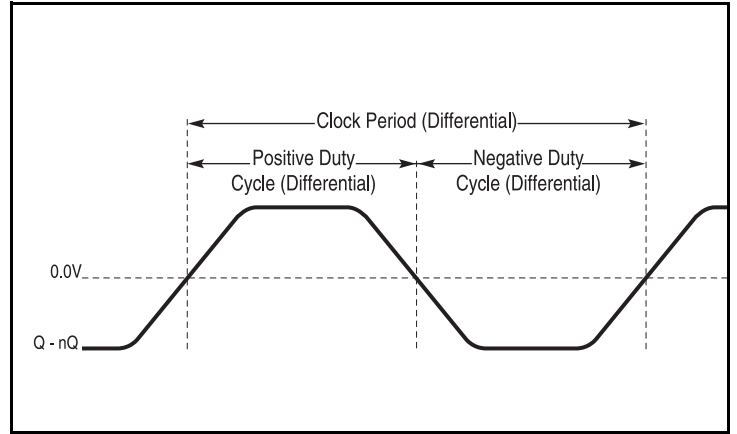 Clock Period (Differential)
Positive Duty
Cycle (Differential)
Negative Duty
Cycle (Differential)
0.0V
Q - nQ